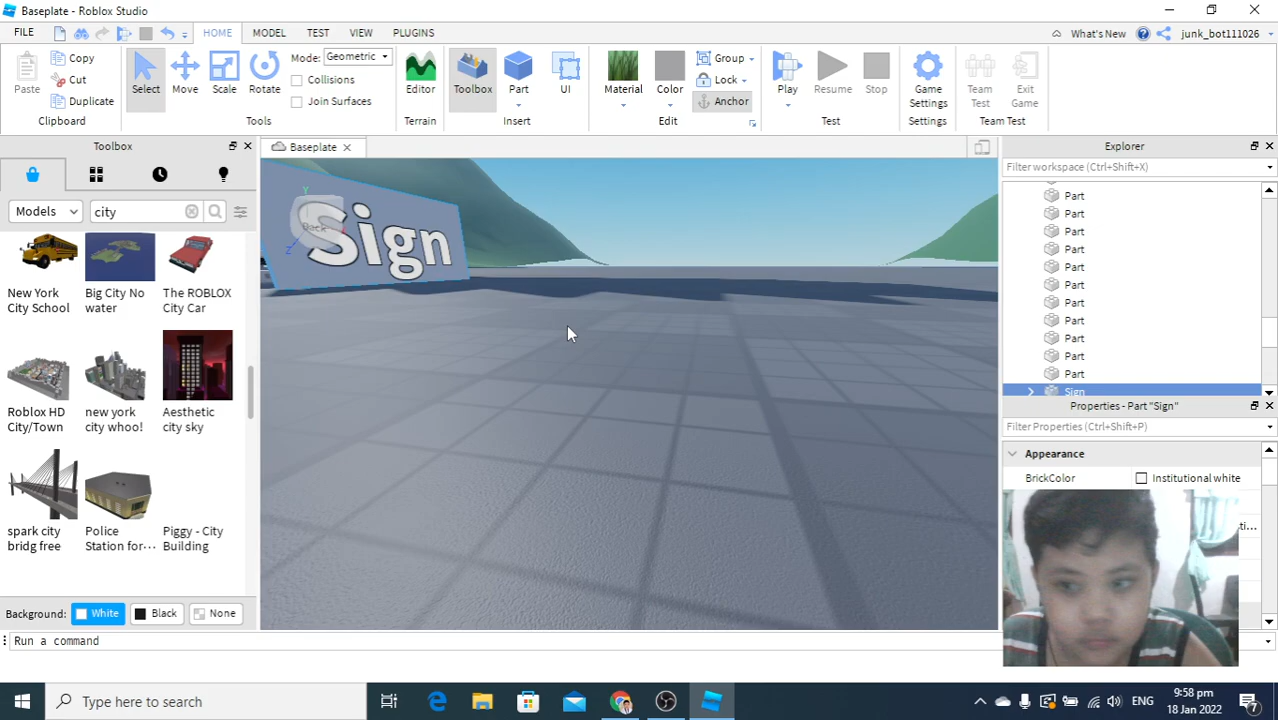 Baseplate - Roblox Studio
FILE
HOME
MODEL
TEST
VIEW
PLUGINS
What's New
junk_bot111026
Paste
Copy
Cut
Duplicate
Clipboard
Select
Move
Scale
Rotate
Tools
Mode: Geometric
Collisions
Join Surfaces
Editor
Terrain
Toolbox
Part
UI
Insert
Material
Color
Group
Lock
Anchor
Edit
Play
Resume
Stop
Test
Game
Settings
Settings
Team
Test
Exit
Game
Team Test
Toolbox
Baseplate
Explorer
Filter workspace (Ctrl+Shift+X)
Models
city
New York
City School
Big City No
water
The ROBLOX
City Car
Roblox HD
City/Town
new york
city whoo!
Aesthetic
city sky
spark city
bridg free
Police
Station for...
Piggy - City
Building
Background:
White
Black
None
Sign
Y
Z
Part
Part
Part
Part
Part
Part
Part
Part
Part
Part
Part
Sign
Properties - Part "Sign"
Filter Properties (Ctrl+Shift+P)
Appearance
BrickColor
Institutional white
Run a command
Type here to search
ENG
9:58 pm
18 Jan 2022
7